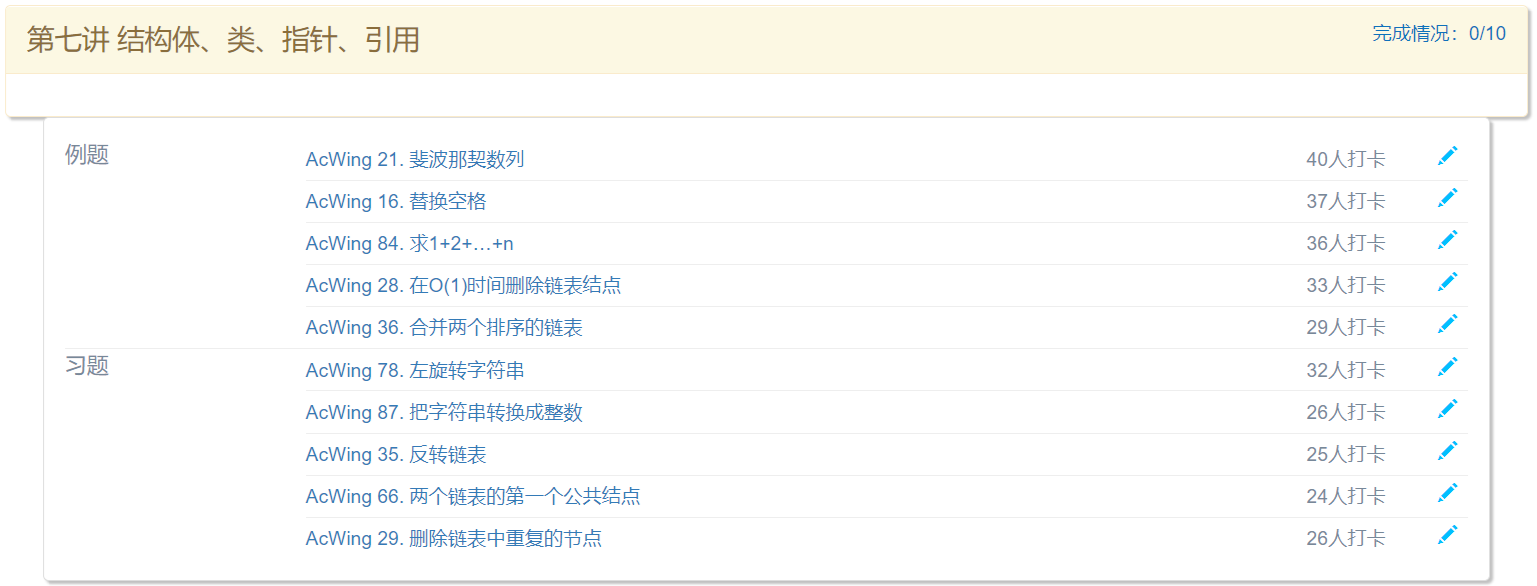 第七讲 结构体、类、指针、引用
完成情况：0/10
例题
AcWing 21. 斐波那契数列 40人打卡
AcWing 16. 替换空格 37人打卡
AcWing 84. 求1+2+…+n 36人打卡
AcWing 28. 在O(1)时间删除链表结点 33人打卡
AcWing 36. 合并两个排序的链表 29人打卡
习题
AcWing 78. 左旋转字符串 32人打卡
AcWing 87. 把字符串转换成整数 26人打卡
AcWing 35. 反转链表 25人打卡
AcWing 66. 两个链表的第一个公共结点 24人打卡
AcWing 29. 删除链表中重复的节点 26人打卡